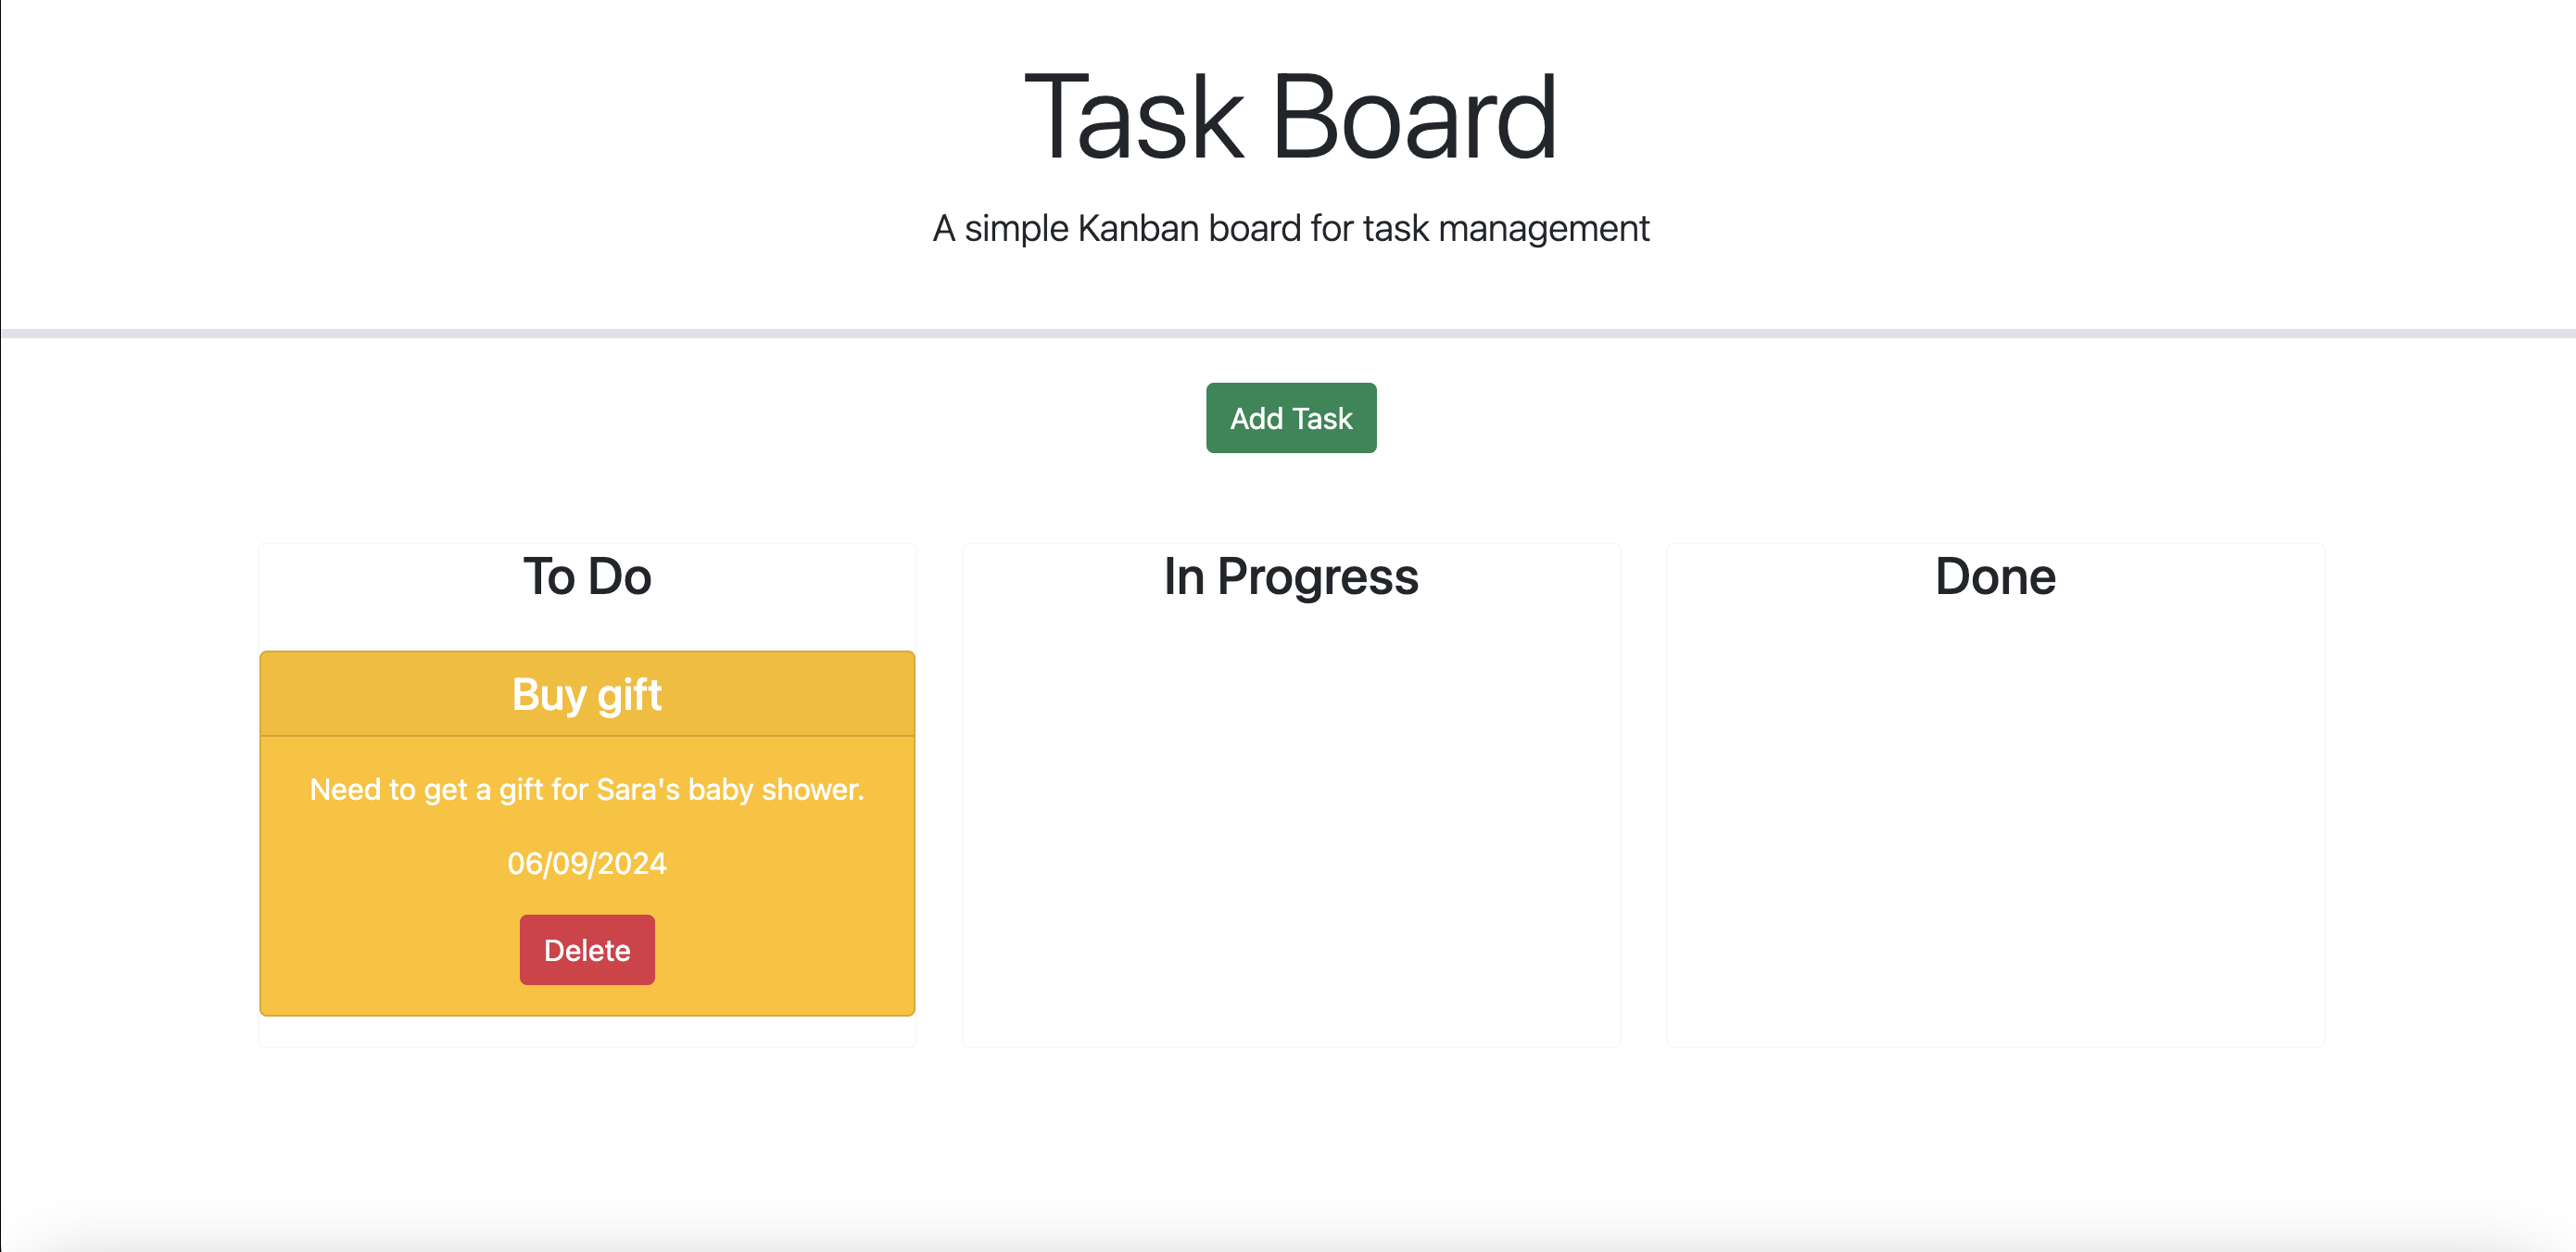 Task Board
A simple Kanban board for task management
Add Task
To Do
Buy gift
Need to get a gift for Sara's baby shower.
06/09/2024
Delete
In Progress
Done